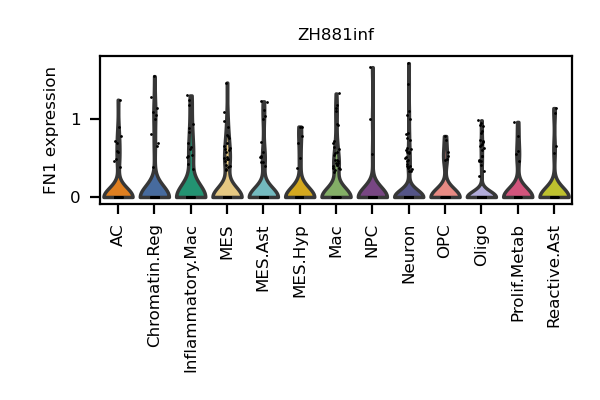 ZH881inf
FN1 expression
1
0
AC
Chromatin.Reg
Inflammatory.Mac
MES
MES.Ast
MES.Hyp
Mac
NPC
Neuron
OPC
Oligo
Prolif.Metab
Reactive.Ast